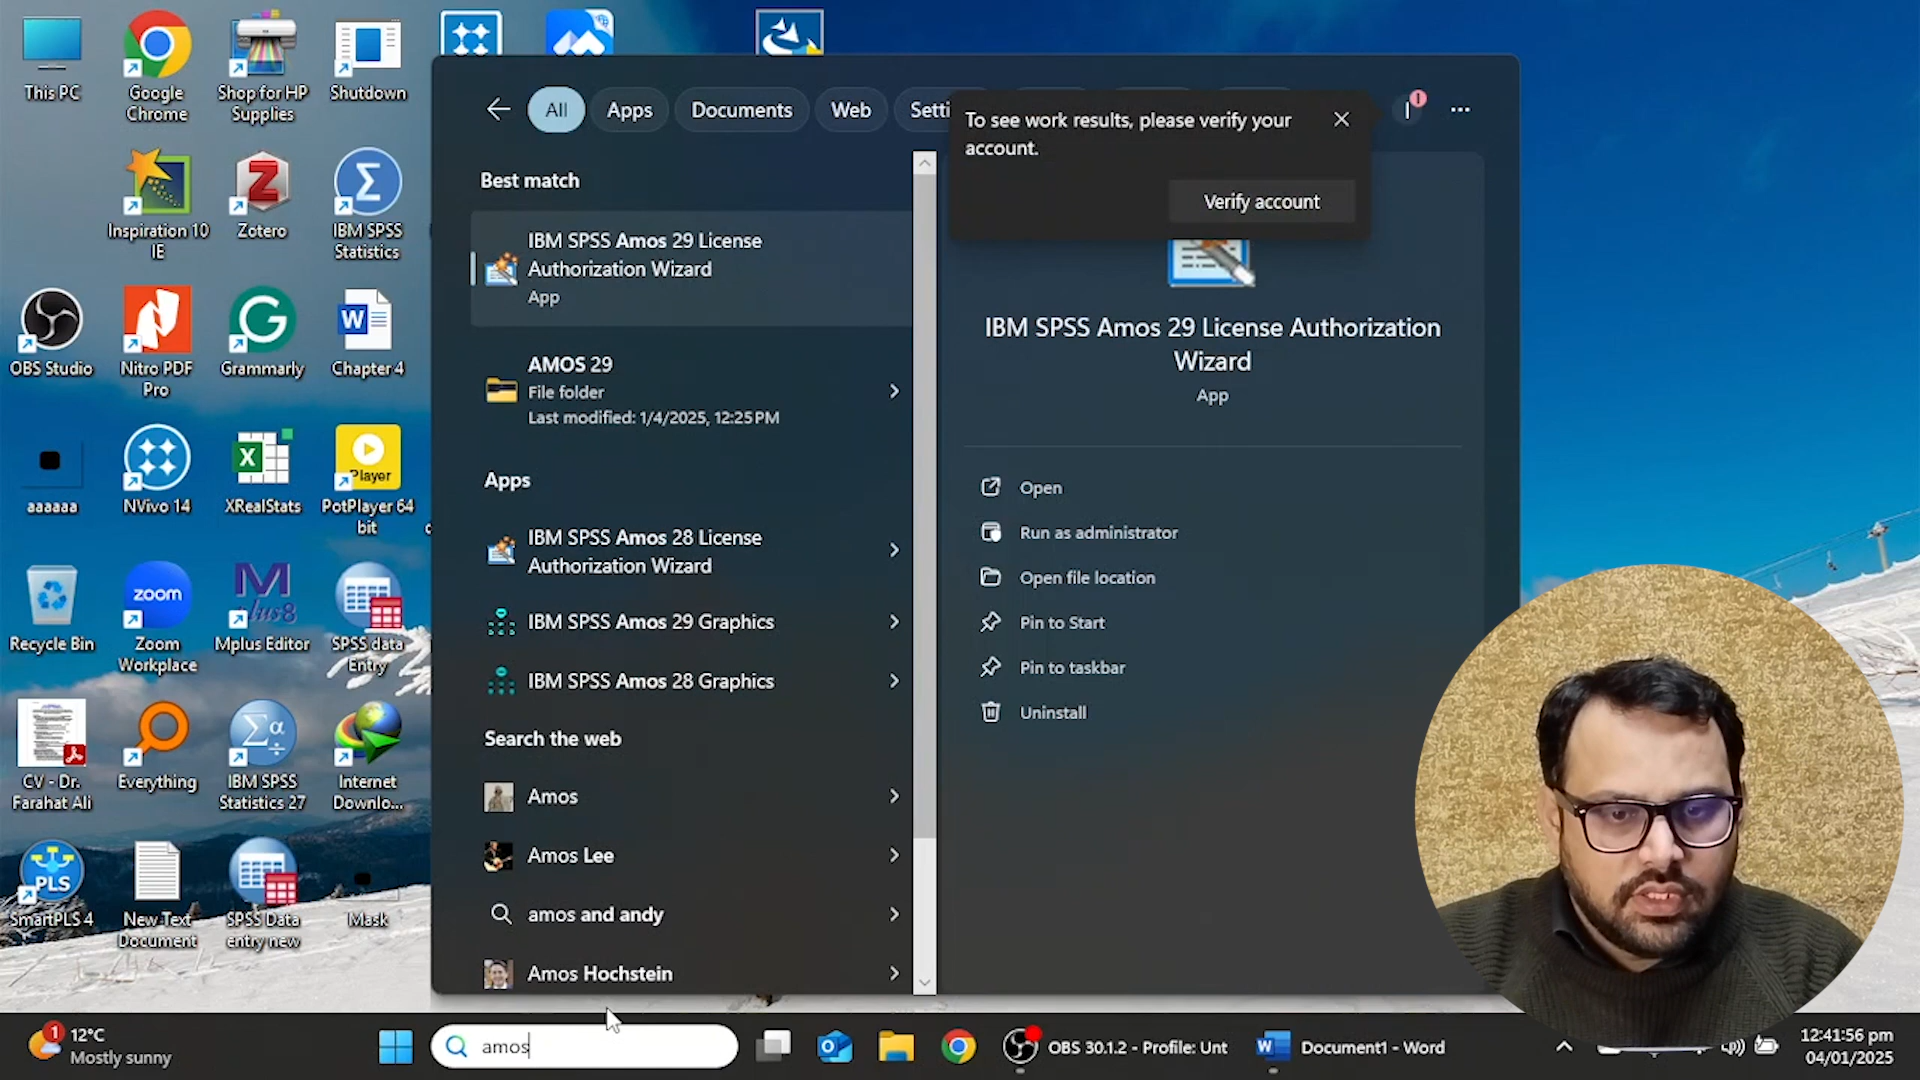 This PC
Google
Chrome
Shop for HP
Supplies
Shutdown
Inspiration 10
IE
Zotero
IBM SPSS
Statistics
OBS Studio
Nitro PDF
Pro
Grammarly
Chapter 4
aaaaaa
NVivo 14
XRealStats
Player
PotPlayer 64
bit
Recycle Bin
zoom
Zoom
Workplace
Mplus Editor
SPSS data
Entry
CV - Dr.
Farahat Ali
Everything
IBM SPSS
Statistics 27
Internet
Downlo...
PLS
SmartPLS 4
New Text
Document
SPSS Data
entry new
Mask
All
Apps
Documents
Web
Setti
To see work results, please verify your
account.
Verify account
Best match
IBM SPSS Amos 29 License
Authorization Wizard
App
AMOS 29
File folder
Last modified: 1/4/2025, 12:25 PM
Apps
IBM SPSS Amos 28 License
Authorization Wizard
IBM SPSS Amos 29 Graphics
IBM SPSS Amos 28 Graphics
Search the web
Amos
Amos Lee
amos and andy
Amos Hochstein
IBM SPSS Amos 29 License Authorization
Wizard
App
Open
Run as administrator
Open file location
Pin to Start
Pin to taskbar
Uninstall
1
12°C
Mostly sunny
amos
OBS 30.1.2 - Profile: Unt
Document1 - Word
12:41:56 pm
04/01/2025